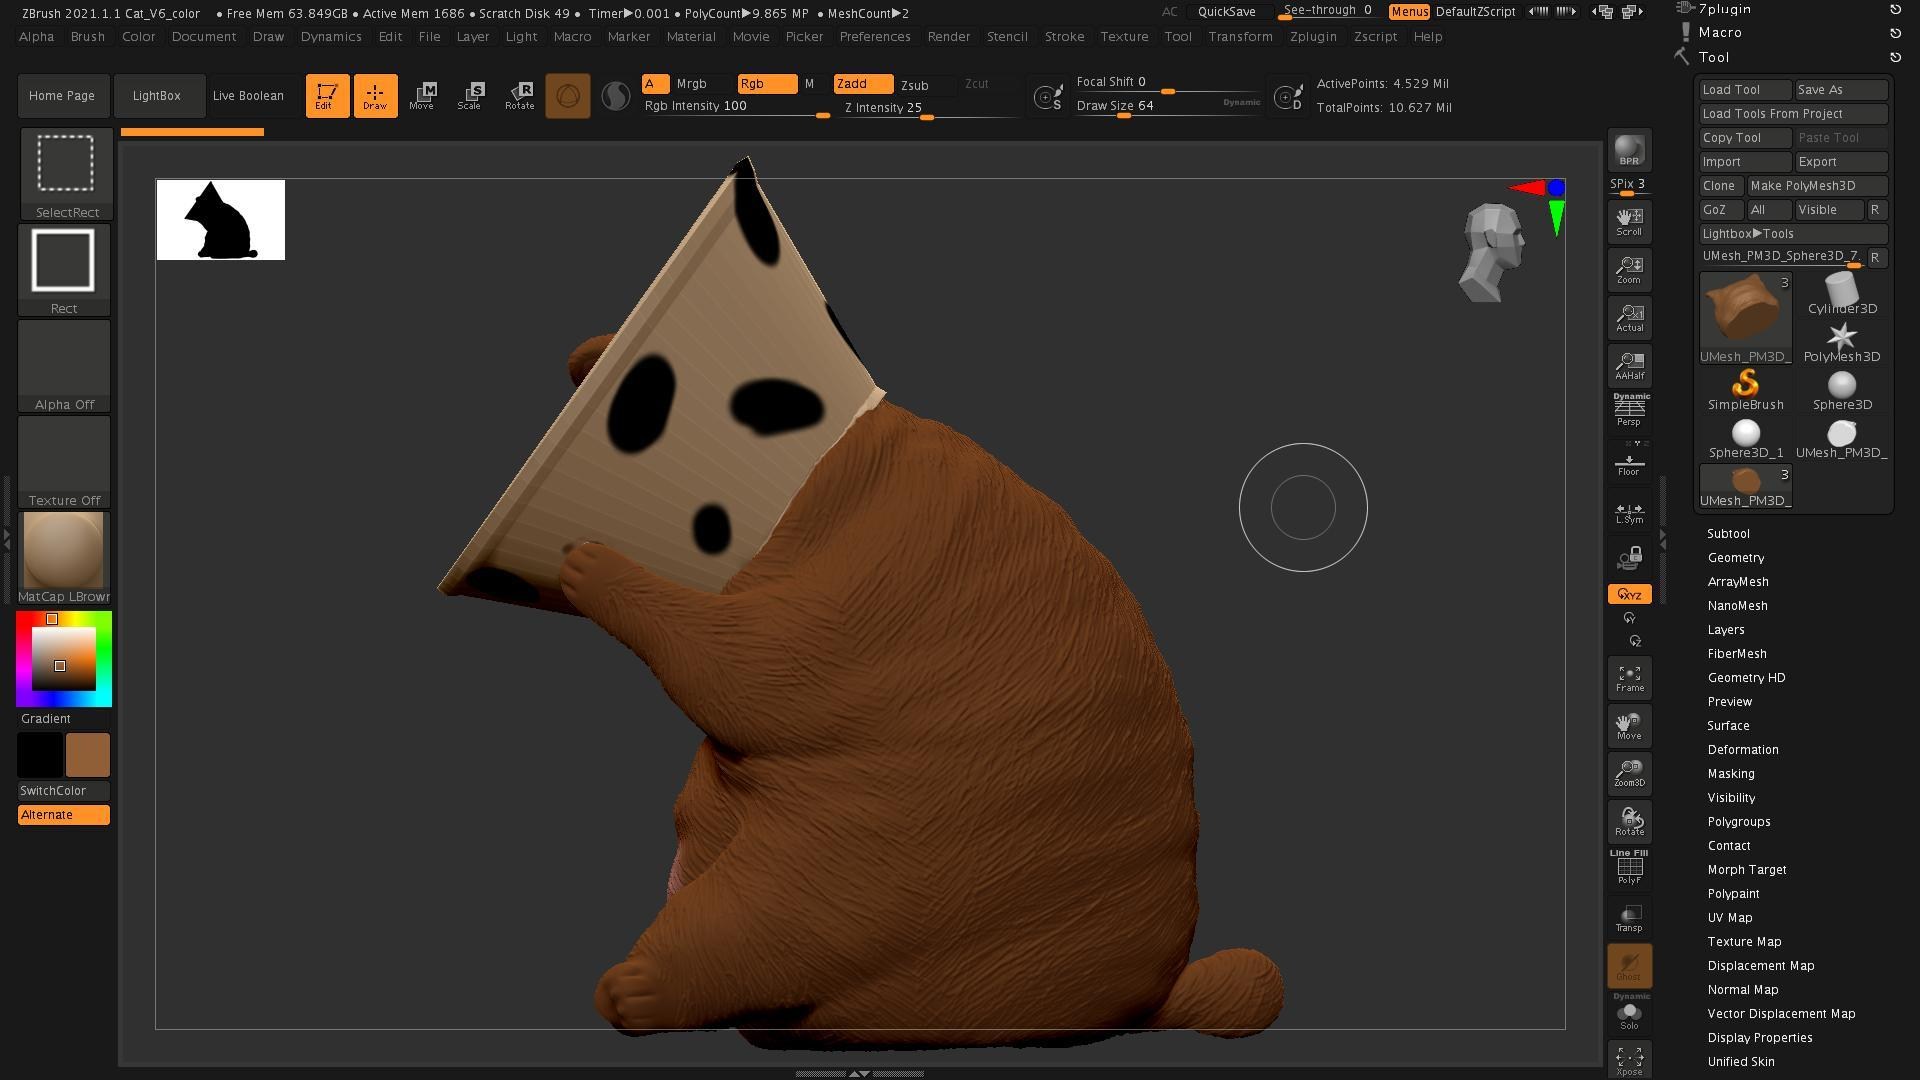 ZBrush 2021.1.1 Cat_V6_color • Free Mem 63.849GB • Active Mem 1686 • Scratch Disk 49 • Timer▶0.001 • PolyCount▶9.865 MP • MeshCount▶2
AC QuickSave See-through 0 Menus DefaultZScript
Alpha Brush Color Document Draw Dynamics Edit File Layer Light Macro Marker Material Movie Picker Preferences Render Stencil Stroke Texture Tool Transform Zplugin Zscript Help
Home Page LightBox Live Boolean Edit Draw Move Scale Rotate
A Mrgb Rgb M Zadd Zsub Zcut
Rgb Intensity 100 Z Intensity 25
Focal Shift 0
Draw Size 64 Dynamic
ActivePoints: 4.529 Mil
TotalPoints: 10.627 Mil
SelectRect
Rect
Alpha Off
Texture Off
MatCap LBrown
Gradient
SwitchColor
Alternate
BPR
SPix 3
Scroll
Zoom
Actual
AAHalf
Dynamic
Persp
Floor
L.Sym
XYZ
Y
Z
Frame
Move
Zoom3D
Rotate
Line Fill
PolyF
Transp
Ghost
Dynamic
Solo
Xpose
Zplugin
Macro
Tool
Load Tool Save As
Load Tools From Project
Copy Tool Paste Tool
Import Export
Clone Make PolyMesh3D
GoZ All Visible R
Lightbox▶Tools
UMesh_PM3D_Sphere3D_7. R
3
UMesh_PM3D_
Cylinder3D
PolyMesh3D
SimpleBrush Sphere3D
Sphere3D_1 UMesh_PM3D_
3
UMesh_PM3D_
Subtool
Geometry
ArrayMesh
NanoMesh
Layers
FiberMesh
Geometry HD
Preview
Surface
Deformation
Masking
Visibility
Polygroups
Contact
Morph Target
Polypaint
UV Map
Texture Map
Displacement Map
Normal Map
Vector Displacement Map
Display Properties
Unified Skin